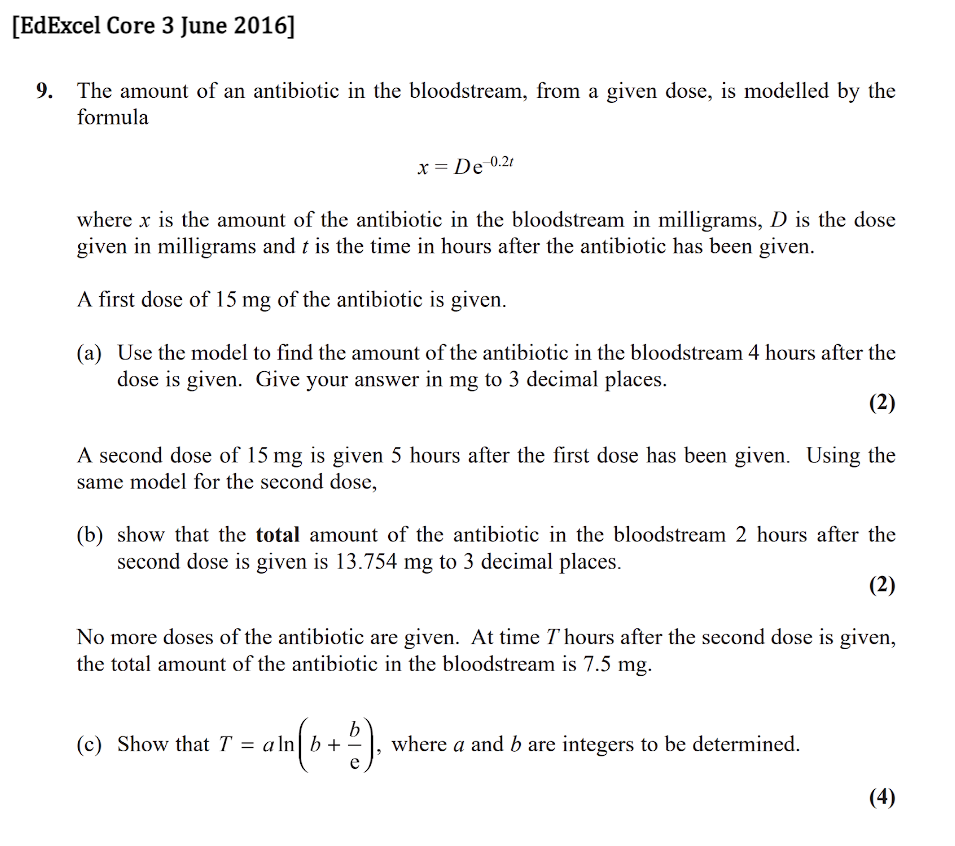 [EdExcel Core 3 June 2016]
9. The amount of an antibiotic in the bloodstream, from a given dose, is modelled by the
formula
x = De^–0.2t
where x is the amount of the antibiotic in the bloodstream in milligrams, D is the dose
given in milligrams and t is the time in hours after the antibiotic has been given.
A first dose of 15 mg of the antibiotic is given.
(a) Use the model to find the amount of the antibiotic in the bloodstream 4 hours after the
dose is given. Give your answer in mg to 3 decimal places.
(2)
A second dose of 15 mg is given 5 hours after the first dose has been given. Using the
same model for the second dose,
(b) show that the total amount of the antibiotic in the bloodstream 2 hours after the
second dose is given is 13.754 mg to 3 decimal places.
(2)
No more doses of the antibiotic are given. At time T hours after the second dose is given,
the total amount of the antibiotic in the bloodstream is 7.5 mg.
(c) Show that T = a ln(b + b/e), where a and b are integers to be determined.
(4)